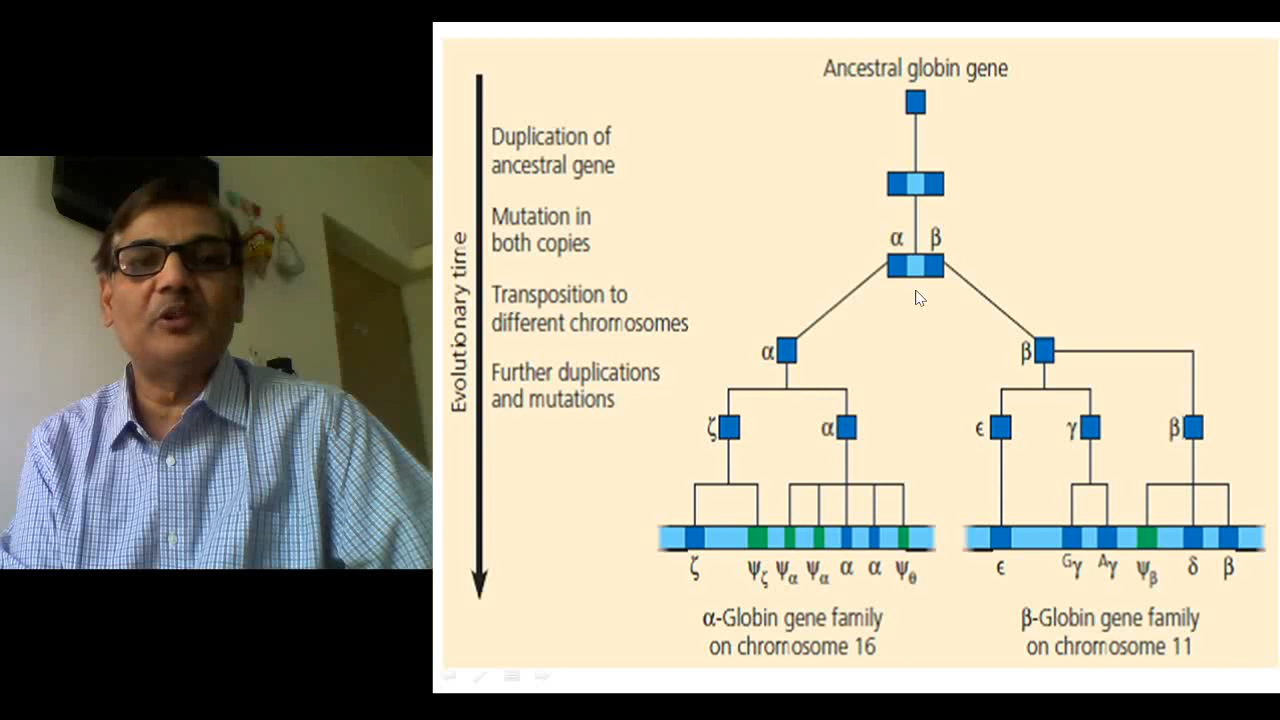 Ancestral globin gene
Duplication of
ancestral gene
Mutation in
both copies
Transposition to
different chromosomes
Further duplications
and mutations
Evolutionary time
α β
α β
ζ α ϵ γ β
ζ ψζ ψα ψα α α ψθ
ϵ Gγ Aγ ψβ δ β
α-Globin gene family
on chromosome 16
β-Globin gene family
on chromosome 11